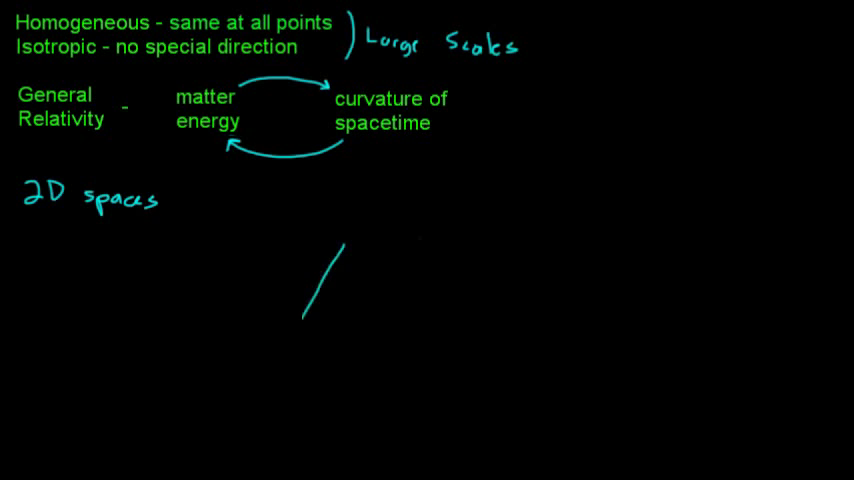 Homogeneous - same at all points
Isotropic - no special direction
Large Scales
General Relativity - matter energy
curvature of spacetime
2D spaces